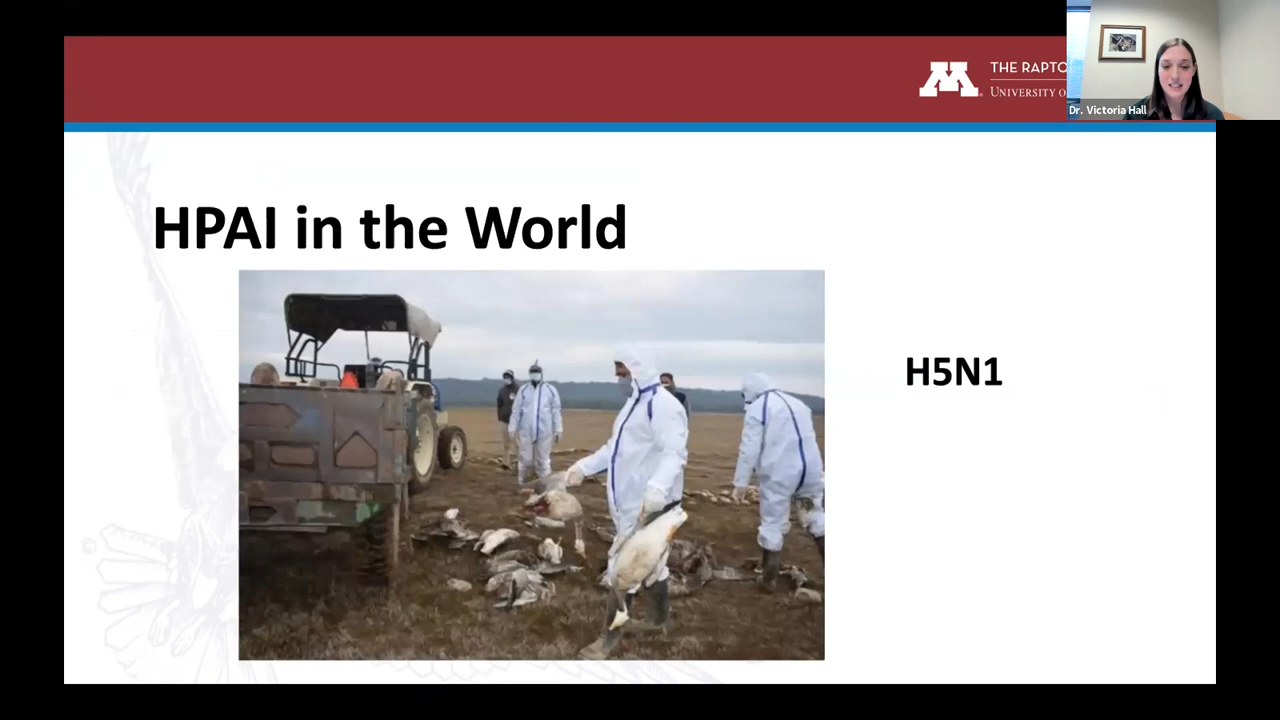 THE RAPTO
UNIVERSITY O
Dr. Victoria Hall
HPAI in the World
H5N1